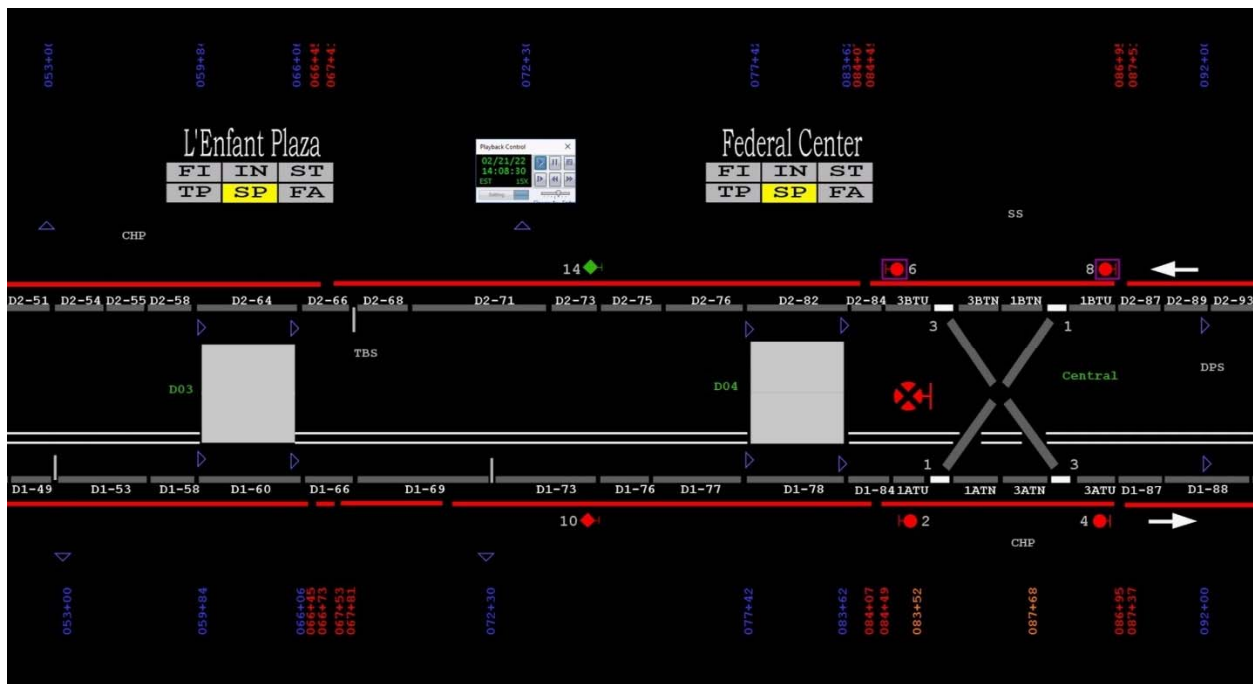 053+00 059+84 066+06 066+45 067+43 072+30 077+42 083+62 084+07 084+49 086+95 087+53 092+00
L'Enfant Plaza
FI IN ST
TP SP FA
Playback Control
02/21/22
14:08:30
EST 15X
Federal Center
FI IN ST
TP SP FA
SS
CHP
14 6 8
D2-51 D2-54 D2-55 D2-58 D2-64 D2-66 D2-68 D2-71 D2-73 D2-75 D2-76 D2-82 D2-84 3BTU 3BTN 1BTN 1BTU D2-87 D2-89 D2-93
3 1
TBS
DPS
Central
D03 D04
1 3
D1-49 D1-53 D1-58 D1-60 D1-66 D1-69 D1-73 D1-76 D1-77 D1-78 D1-84 1ATU 1ATN 3ATN 3ATU D1-87 D1-88
10 2 4
CHP
053+00 059+84 066+06 066+45 066+73 067+53 067+81 072+30 077+42 083+62 084+07 084+49 083+52 087+68 086+95 087+37 092+00